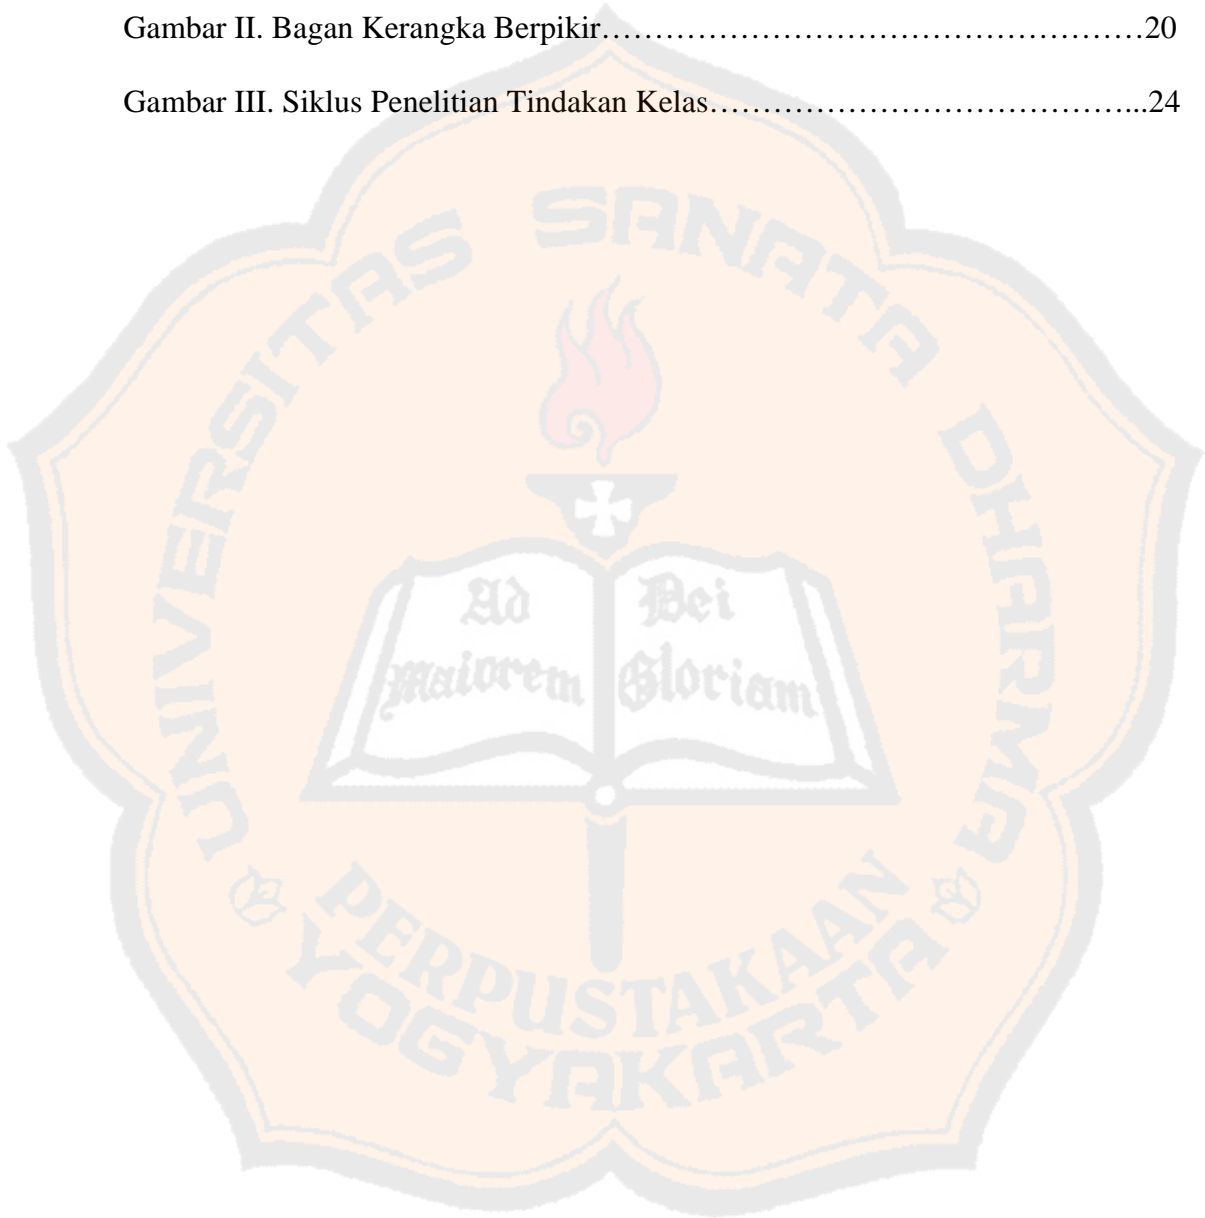 Gambar II. Bagan Kerangka Berpikir…………………………………………20
Gambar III. Siklus Penelitian Tindakan Kelas…………………………………...24
UNIVERSITAS SANATA DHARMA
Ad Dei
maiorem Gloriam
PERPUSTAKAAN
YOGYAKARTA